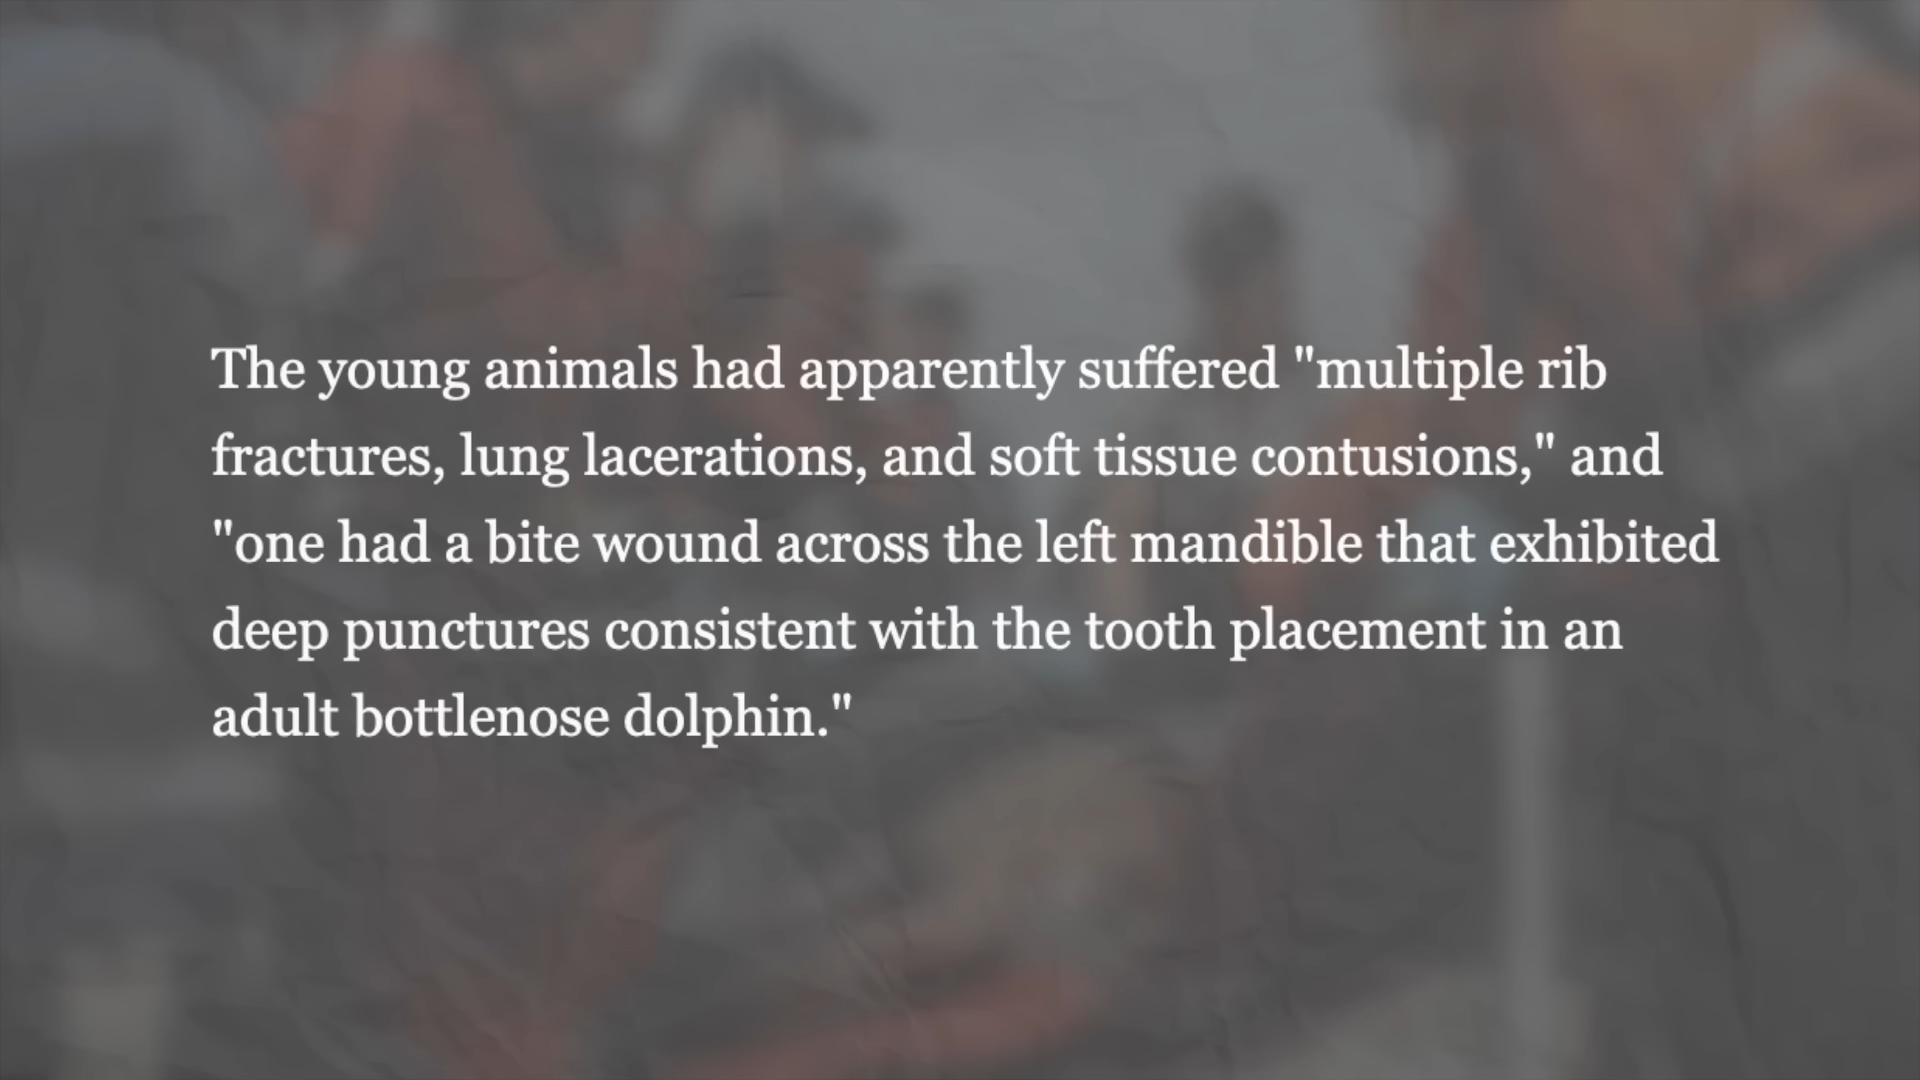 The young animals had apparently suffered "multiple rib
fractures, lung lacerations, and soft tissue contusions," and
"one had a bite wound across the left mandible that exhibited
deep punctures consistent with the tooth placement in an
adult bottlenose dolphin."